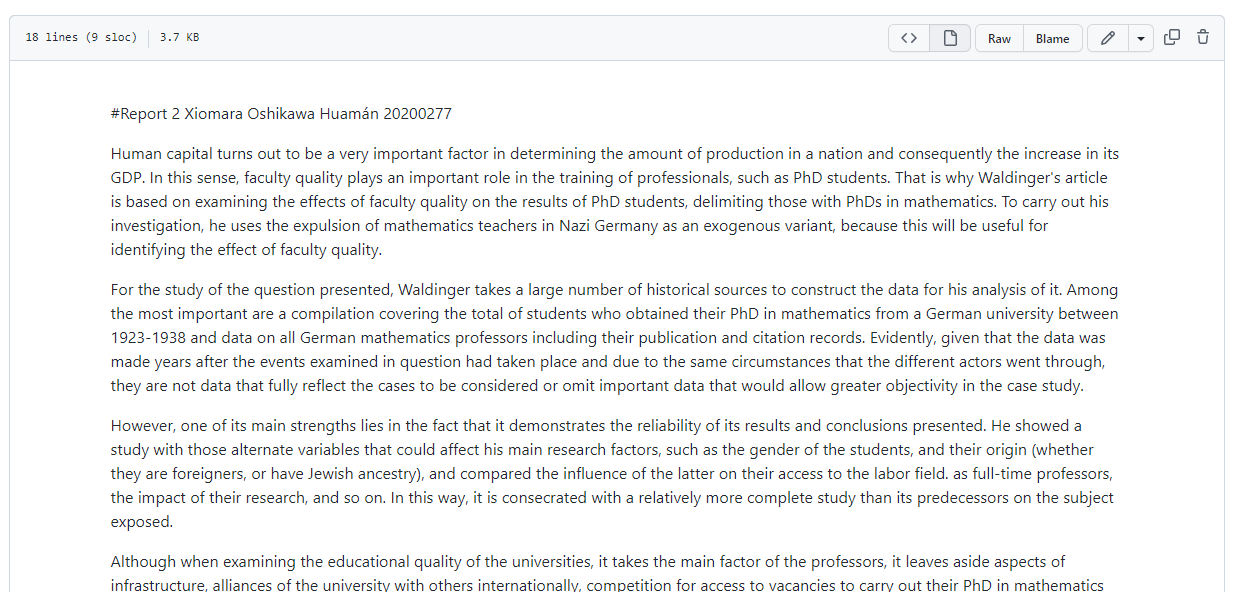 18 lines (9 sloc) 3.7 KB
Raw Blame
#Report 2 Xiomara Oshikawa Huamán 20200277
Human capital turns out to be a very important factor in determining the amount of production in a nation and consequently the increase in its
GDP. In this sense, faculty quality plays an important role in the training of professionals, such as PhD students. That is why Waldinger's article
is based on examining the effects of faculty quality on the results of PhD students, delimiting those with PhDs in mathematics. To carry out his
investigation, he uses the expulsion of mathematics teachers in Nazi Germany as an exogenous variant, because this will be useful for
identifying the effect of faculty quality.
For the study of the question presented, Waldinger takes a large number of historical sources to construct the data for his analysis of it. Among
the most important are a compilation covering the total of students who obtained their PhD in mathematics from a German university between
1923-1938 and data on all German mathematics professors including their publication and citation records. Evidently, given that the data was
made years after the events examined in question had taken place and due to the same circumstances that the different actors went through,
they are not data that fully reflect the cases to be considered or omit important data that would allow greater objectivity in the case study.
However, one of its main strengths lies in the fact that it demonstrates the reliability of its results and conclusions presented. He showed a
study with those alternate variables that could affect his main research factors, such as the gender of the students, and their origin (whether
they are foreigners, or have Jewish ancestry), and compared the influence of the latter on their access to the labor field. as full-time professors,
the impact of their research, and so on. In this way, it is consecrated with a relatively more complete study than its predecessors on the subject
exposed.
Although when examining the educational quality of the universities, it takes the main factor of the professors, it leaves aside aspects of
infrastructure, alliances of the university with others internationally, competition for access to vacancies to carry out their PhD in mathematics